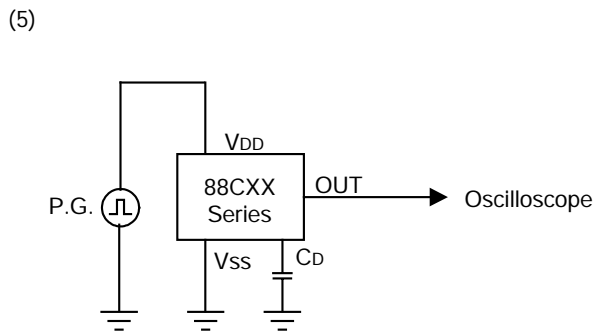 (5)
VDD
88CXX
Series
OUT
P.G.
Oscilloscope
VSS
CD